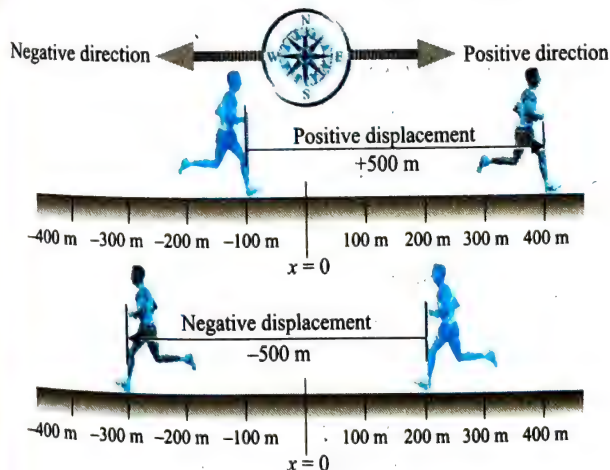 N
Negative direction
Positive direction
W
E
S
Positive displacement
+500 m
–400 m –300 m –200 m –100 m 100 m 200 m 300 m 400 m
x = 0
Negative displacement
–500 m
–400 m –300 m –200 m –100 m 100 m 200 m 300 m 400 m
x = 0